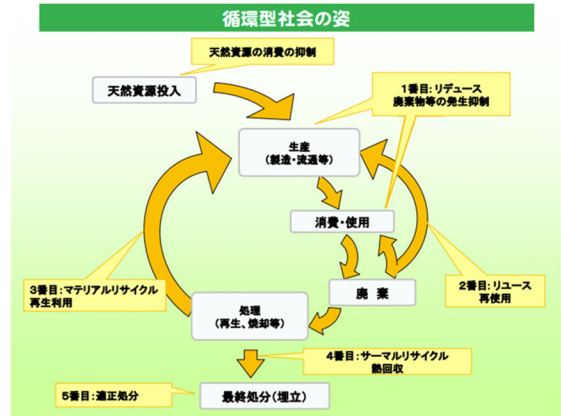 循環型社会の姿
天然資源の消費の抑制
天然資源投入
1番目：リデュース
廃棄物等の発生抑制
生産
（製造・流通等）
消費・使用
3番目：マテリアルリサイクル
再生利用
2番目：リユース
再使用
廃　棄
処理
（再生、焼却等）
4番目：サーマルリサイクル
熱回収
5番目：適正処分
最終処分（埋立）